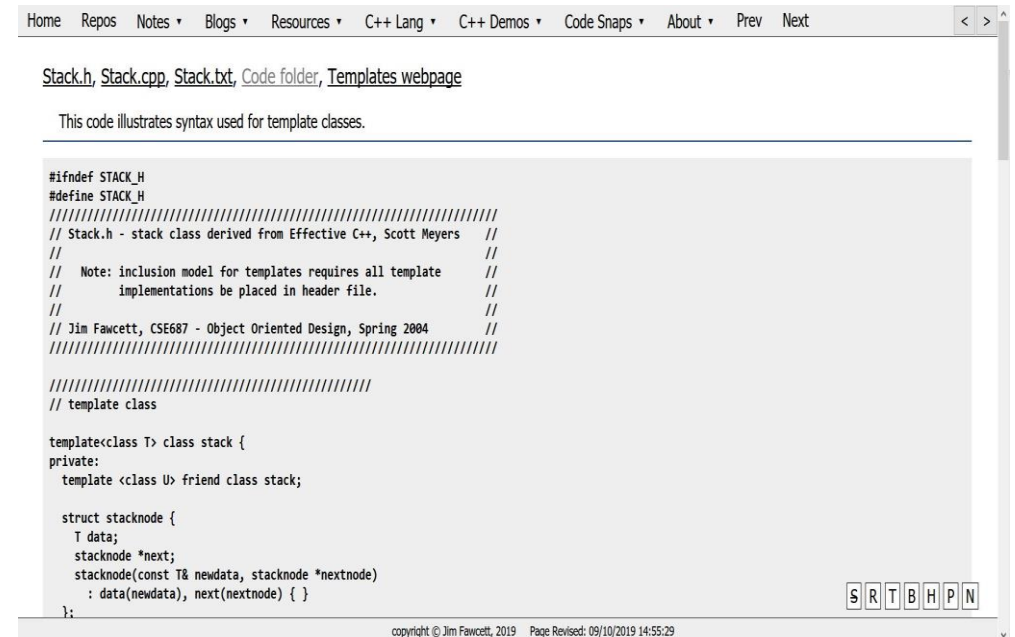 Home Repos Notes ▾ Blogs ▾ Resources ▾ C++ Lang ▾ C++ Demos ▾ Code Snaps ▾ About ▾ Prev Next < >
Stack.h, Stack.cpp, Stack.txt, Code folder, Templates webpage
This code illustrates syntax used for template classes.
#ifndef STACK_H
#define STACK_H
///////////////////////////////////////////////////////////////////////
// Stack.h - stack class derived from Effective C++, Scott Meyers    //
//                                                                   //
//   Note: inclusion model for templates requires all template       //
//         implementations be placed in header file.                 //
//                                                                   //
// Jim Fawcett, CSE687 - Object Oriented Design, Spring 2004         //
///////////////////////////////////////////////////////////////////////
///////////////////////////////////////////////////
// template class
template<class T> class stack {
private:
  template <class U> friend class stack;
  struct stacknode {
    T data;
    stacknode *next;
    stacknode(const T& newdata, stacknode *nextnode)
      : data(newdata), next(nextnode) { }
  };
S R T B H P N
copyright © Jim Fawcett, 2019 Page Revised: 09/10/2019 14:55:29